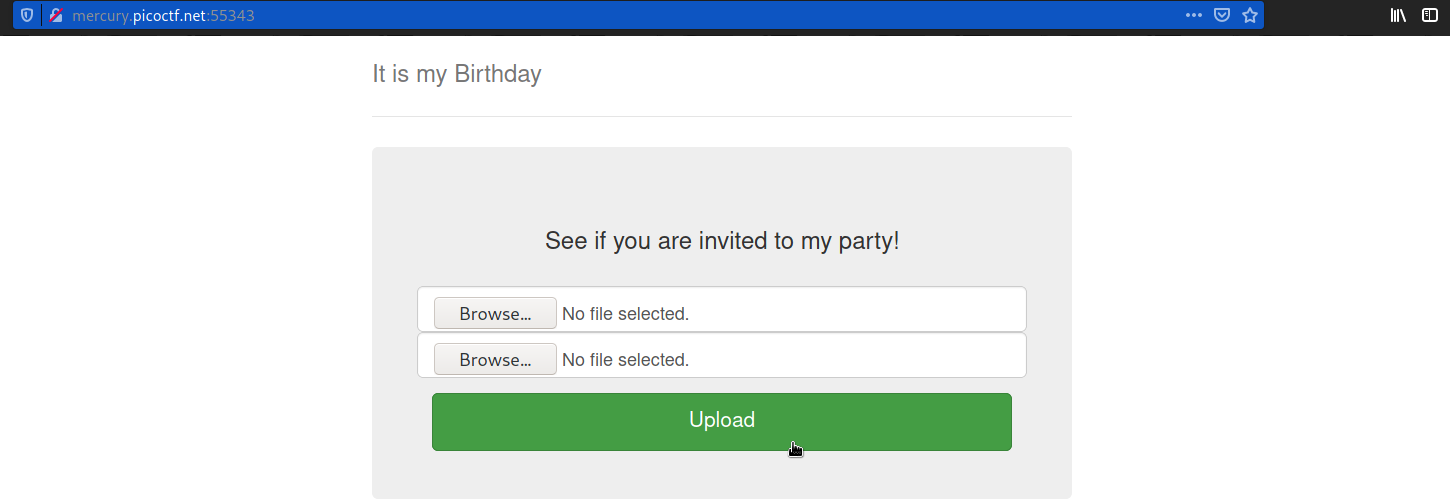 mercury.picoctf.net:55343
It is my Birthday
See if you are invited to my party!
Browse... No file selected.
Browse... No file selected.
Upload